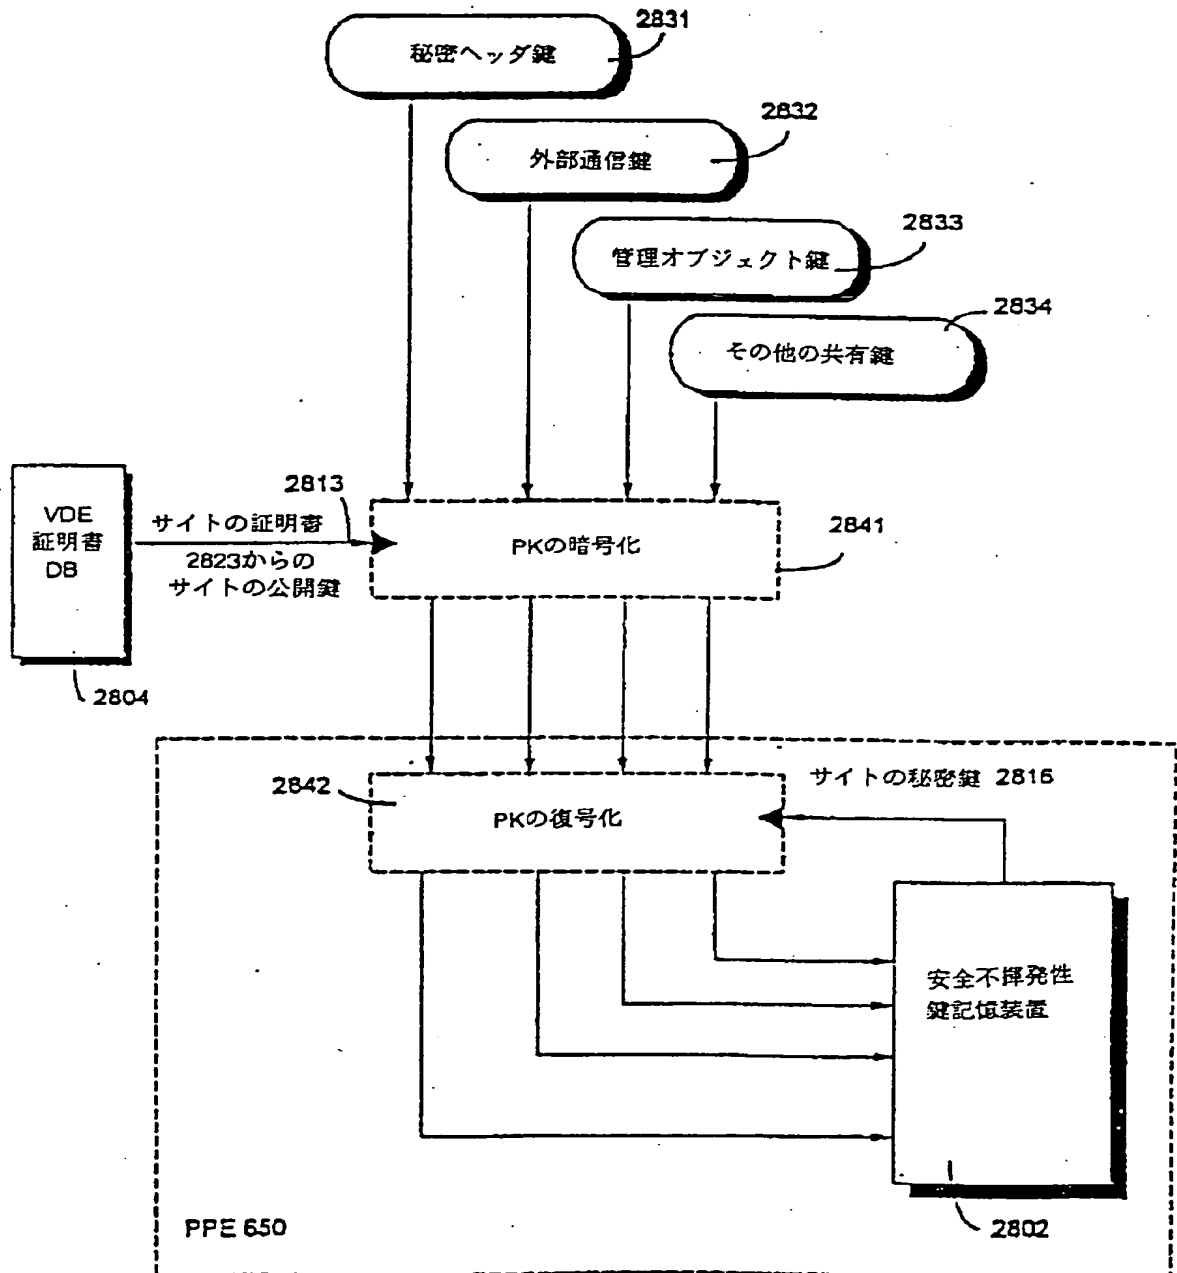 2831
秘密ヘッダ鍵
2832
外部通信鍵
2833
管理オブジェクト鍵
2834
その他の共有鍵
VDE
証明書
DB
2804
2813
サイトの証明書
2823からの
サイトの公開鍵
PKの暗号化
2841
2842
PKの復号化
サイトの秘密鍵 2816
安全不揮発性
鍵記憶装置
2802
PPE 650